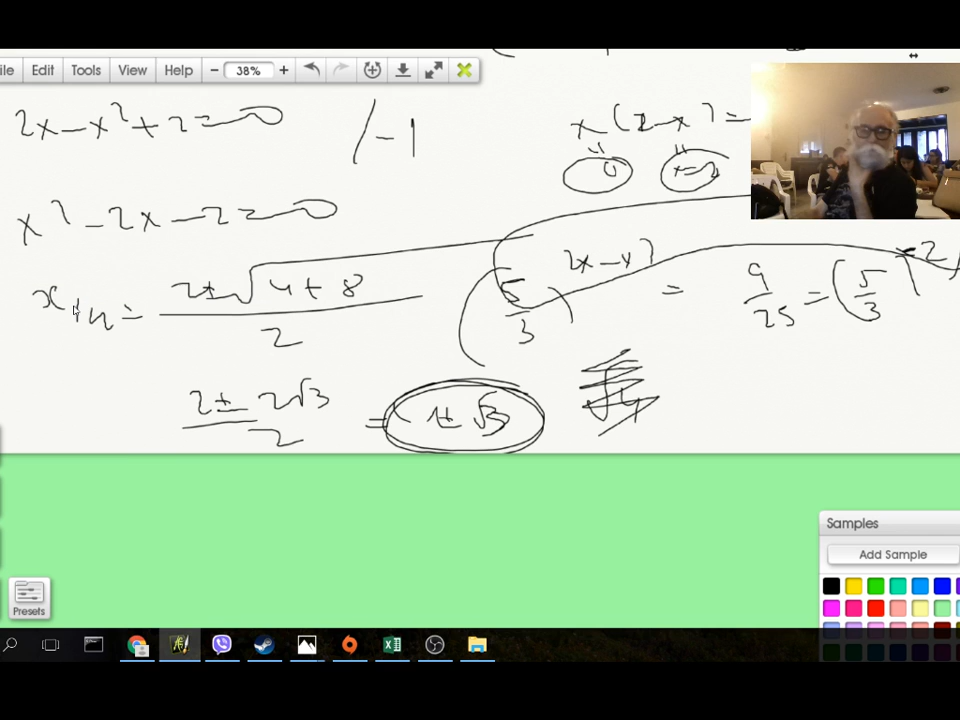 ile Edit Tools View Help − 38% +
2x − x² + 2 = 0 / −1
x(2 − x) =
0 x = 2
x² − 2x − 2 = 0
x₁/₂ = (2 ± √(4 + 8)) / 2
(5/3)^(2x − x²) = 9/25 = (5/3)^(−2)
(2 ± 2√3) / 2 = 1 ± √3
Samples
Add Sample
Presets